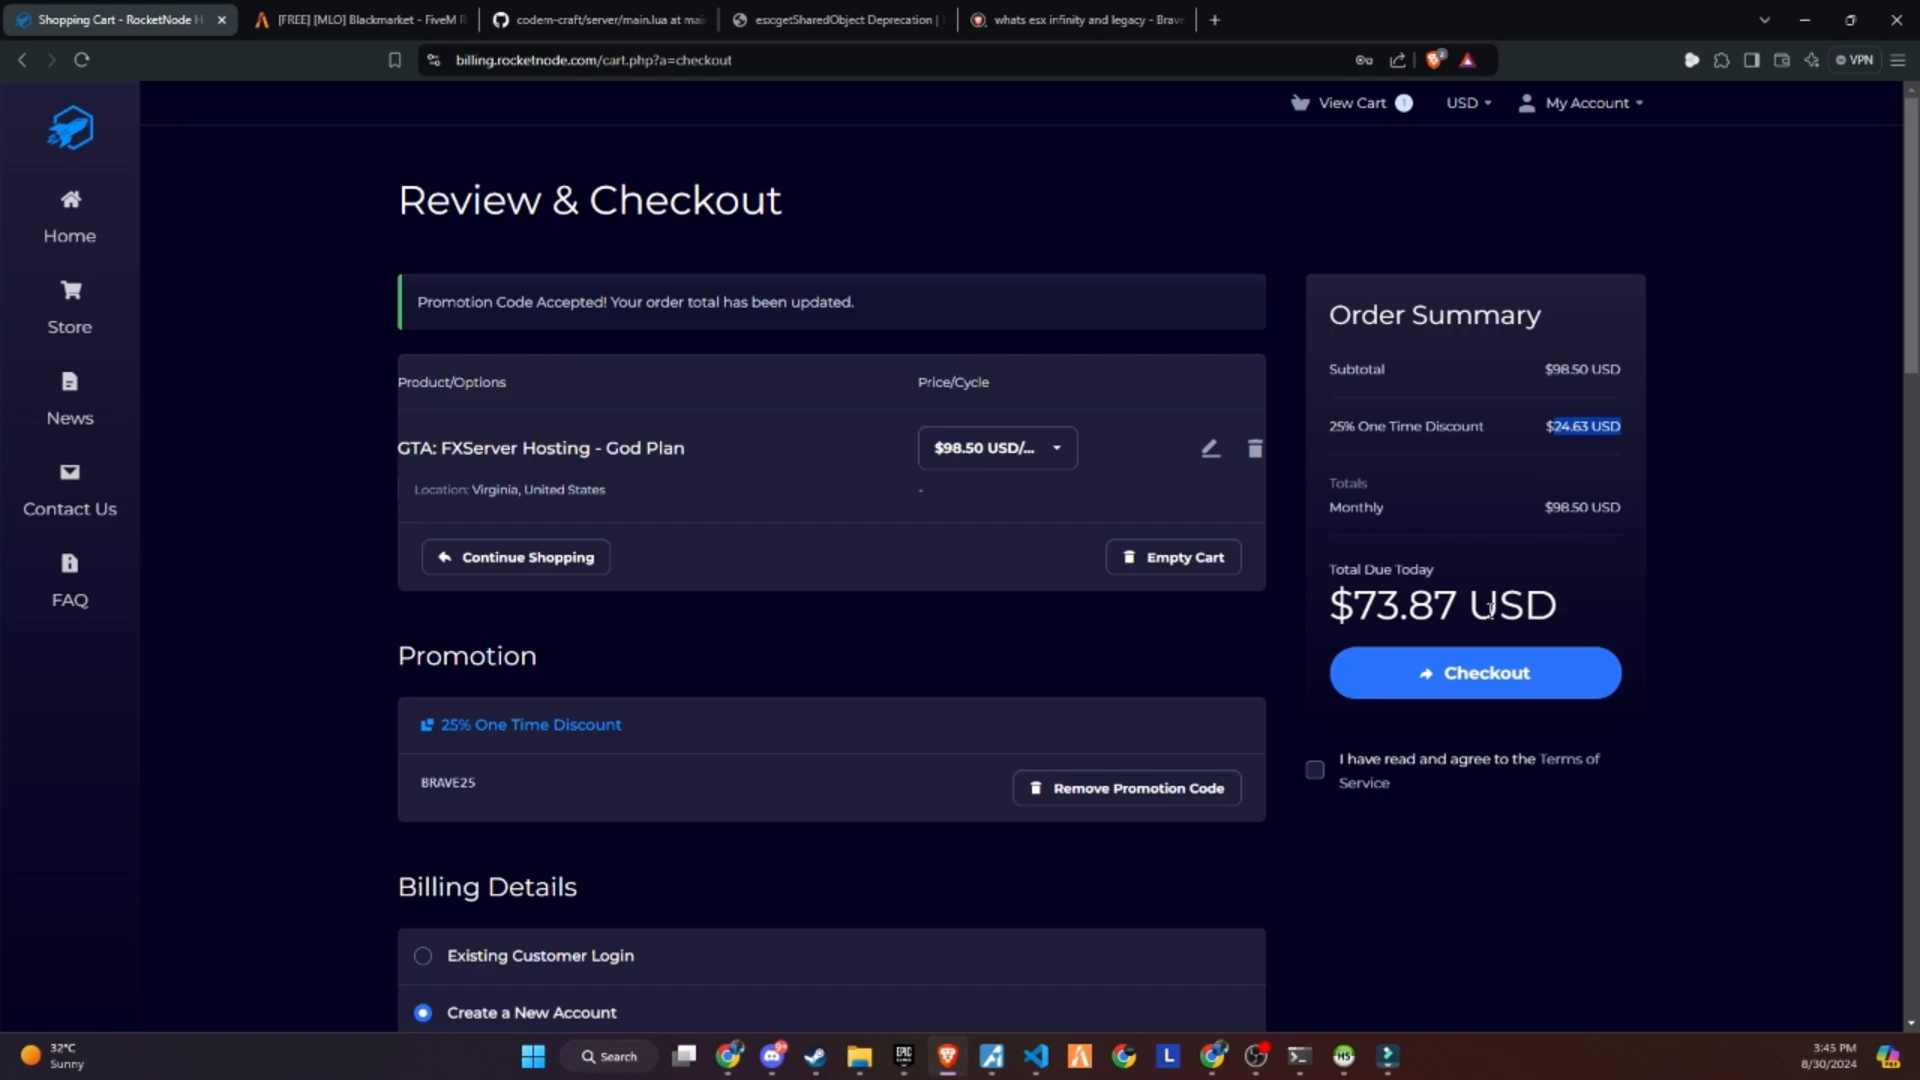 Shopping Cart - RocketNode H
[FREE] [MLO] Blackmarket - FiveM R
codem-craft/server/main.lua at mai
esx:getSharedObject Deprecation |
whats esx infinity and legacy - Brave
billing.rocketnode.com/cart.php?a=checkout
VPN
View Cart 1
USD
My Account
Home
Store
News
Contact Us
FAQ
Review & Checkout
Promotion Code Accepted! Your order total has been updated.
Product/Options Price/Cycle
GTA: FXServer Hosting - God Plan $98.50 USD/...
Location: Virginia, United States -
Continue Shopping Empty Cart
Promotion
25% One Time Discount
BRAVE25 Remove Promotion Code
Billing Details
Existing Customer Login
Create a New Account
Order Summary
Subtotal $98.50 USD
25% One Time Discount $24.63 USD
Totals
Monthly $98.50 USD
Total Due Today
$73.87 USD
Checkout
I have read and agree to the Terms of
Service
32°C
Sunny
Search
EPIC
L
3:45 PM
8/30/2024